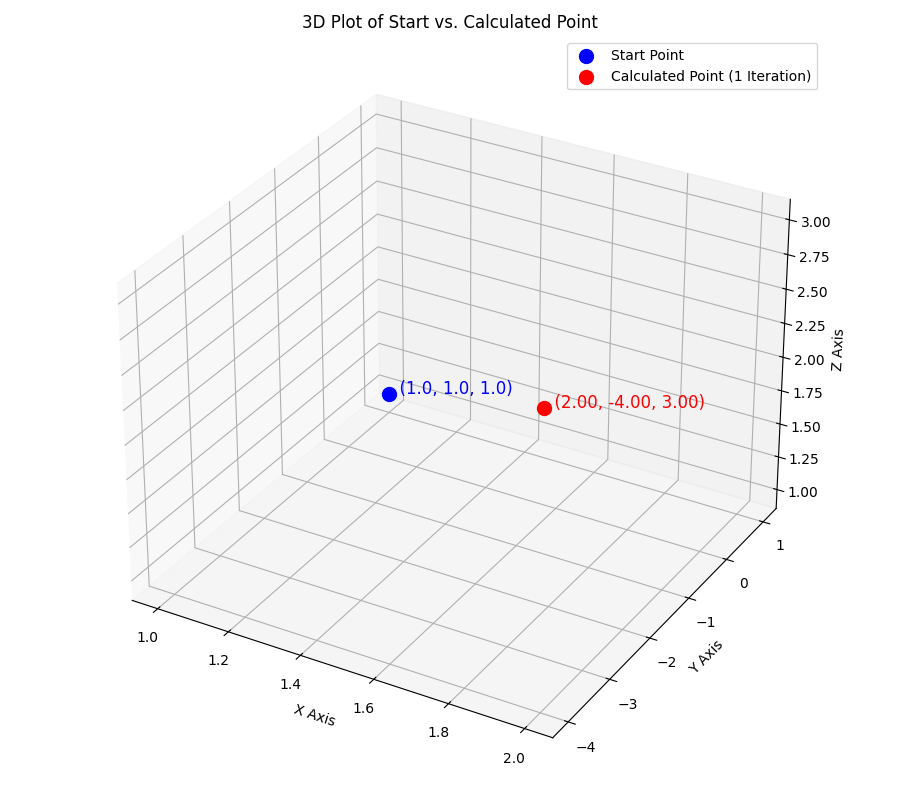 3D Plot of Start vs. Calculated Point
Start Point
Calculated Point (1 Iteration)
3.00
2.75
2.50
2.25
2.00
1.75
1.50
1.25
1.00
Z Axis
(1.0, 1.0, 1.0)
(2.00, -4.00, 3.00)
1
0
−1
−2
−3
−4
Y Axis
1.0
1.2
1.4
1.6
1.8
2.0
X Axis